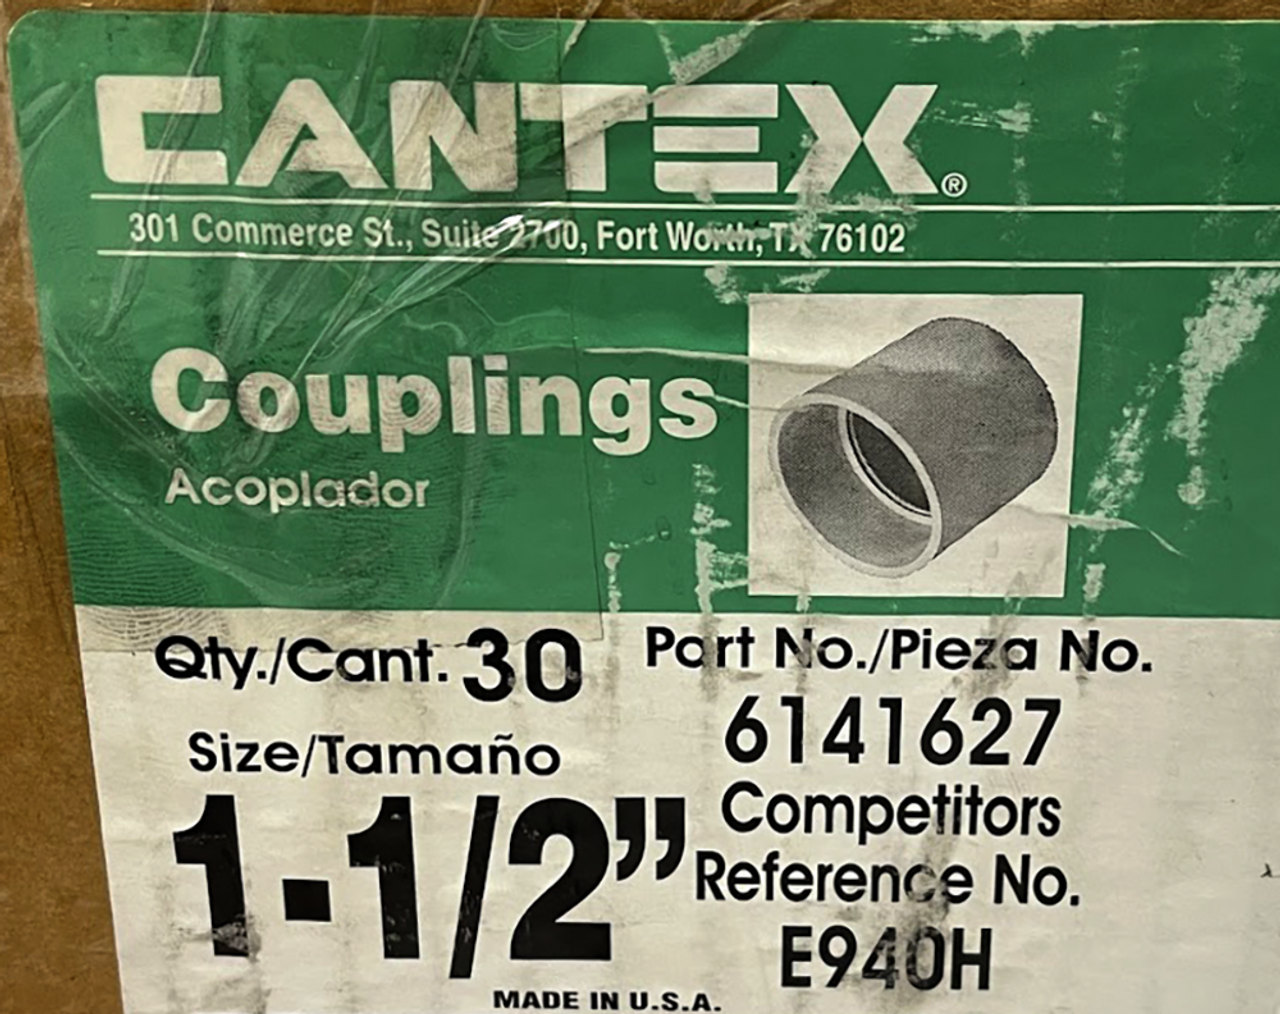 CANTEX®
301 Commerce St., Suite 2700, Fort Worth, TX 76102
Couplings
Acoplador
Qty./Cant. 30
Size/Tamaño
1-1/2”
Part No./Pieza No.
6141627
Competitors
Reference No.
E940H
MADE IN U.S.A.